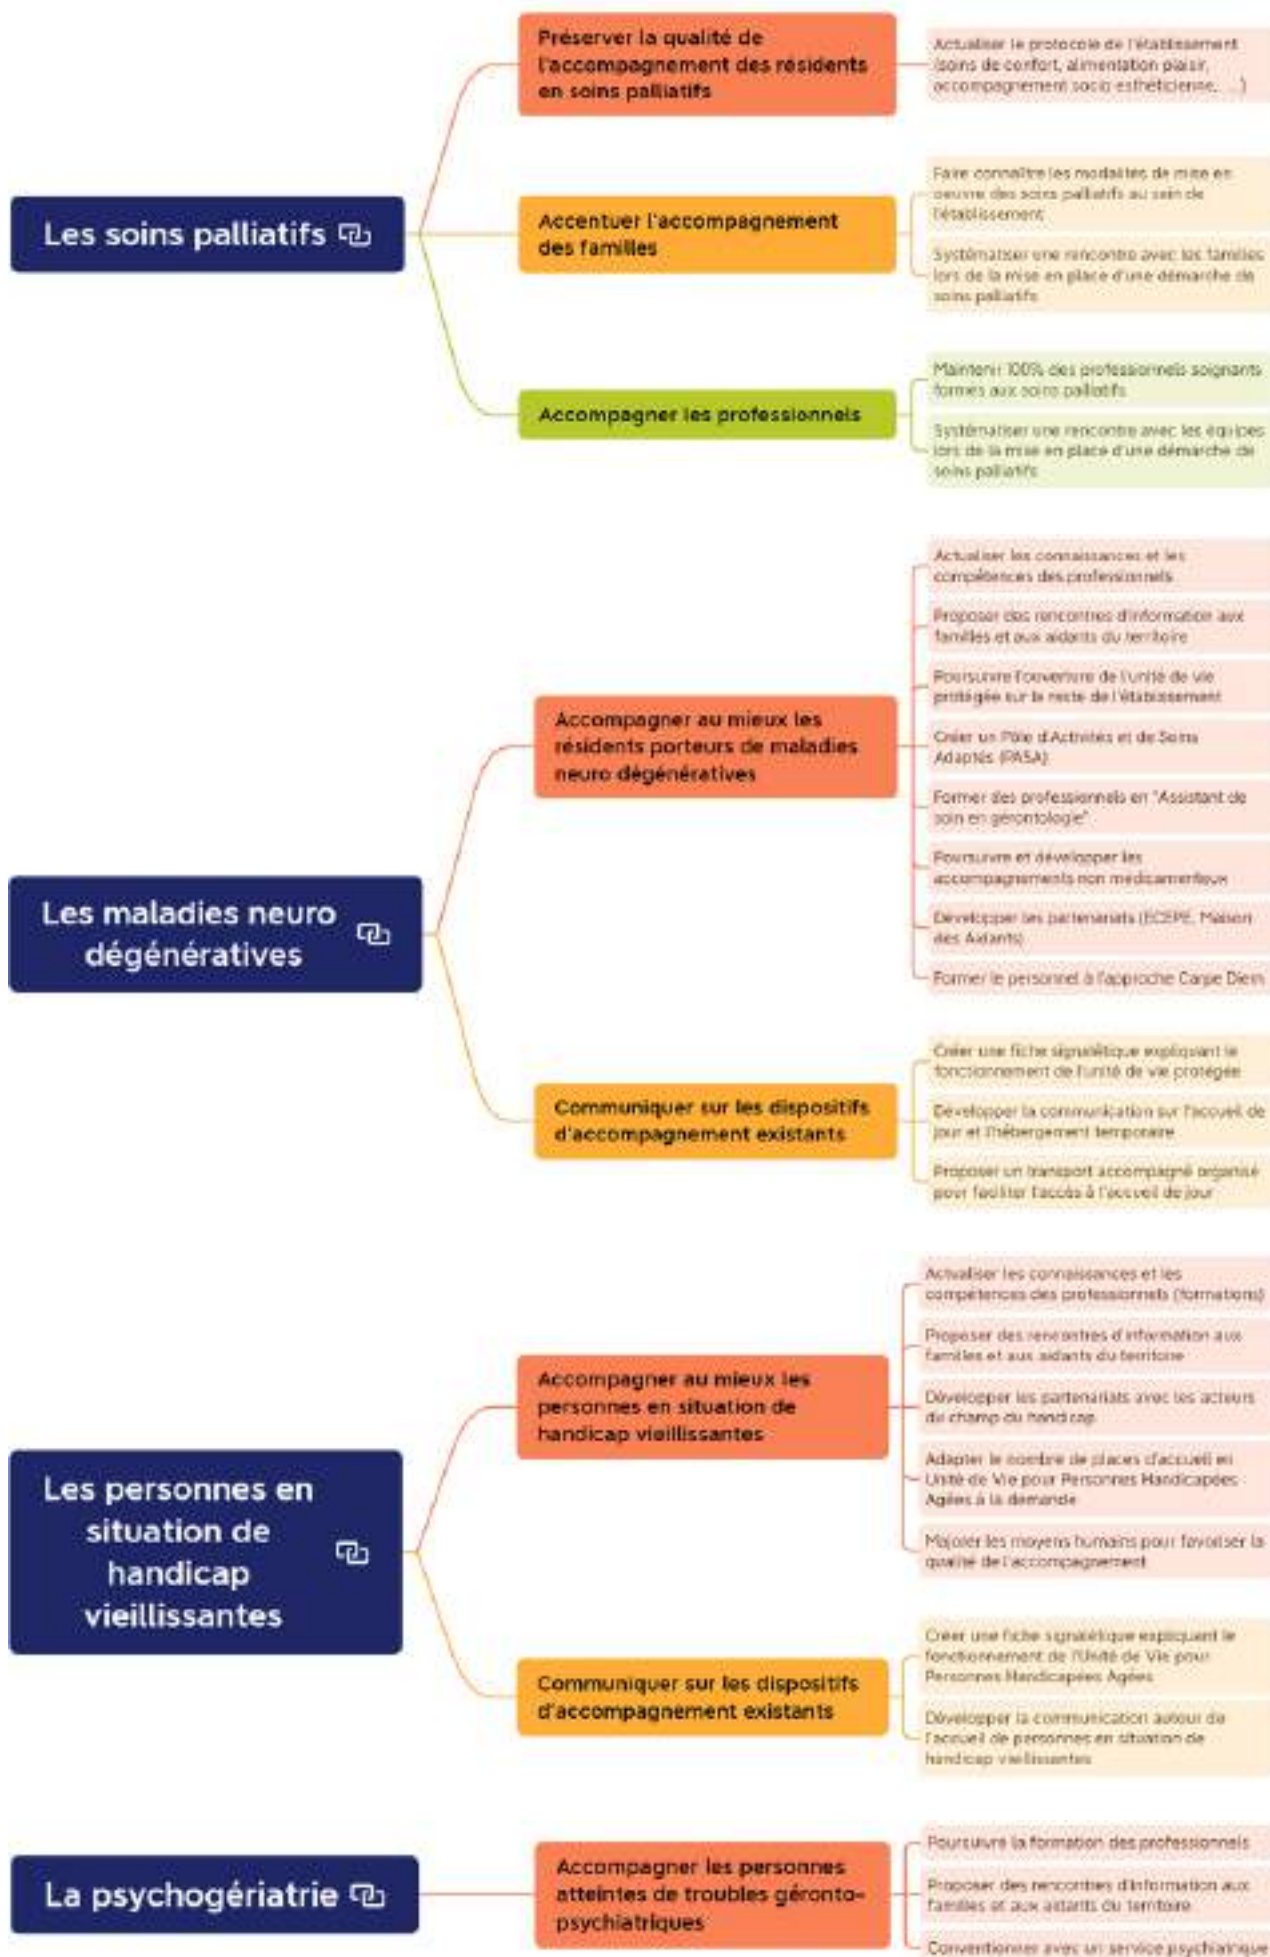 Les soins palliatifs
Préserver la qualité de
l'accompagnement des résidents
en soins palliatifs
Actualiser le protocole de l'établissement
(soins de confort, alimentation plaisir,
accompagnement socio esthéticienne, ...)
Accentuer l'accompagnement
des familles
Faire connaître les modalités de mise en
oeuvre des soins palliatifs au sein de
l'établissement
Systématiser une rencontre avec les familles
lors de la mise en place d'une démarche de
soins palliatifs
Accompagner les professionnels
Maintenir 100% des professionnels soignants
formés aux soins palliatifs
Systématiser une rencontre avec les équipes
lors de la mise en place d'une démarche de
soins palliatifs
Les maladies neuro
dégénératives
Accompagner au mieux les
résidents porteurs de maladies
neuro dégénératives
Actualiser les connaissances et les
compétences des professionnels
Proposer des rencontres d'information aux
familles et aux aidants du territoire
Poursuivre l'ouverture de l'unité de vie
protégée sur le reste de l'établissement
Créer un Pôle d'Activités et de Soins
Adaptés (PASA)
Former des professionnels en "Assistant de
soin en gérontologie"
Poursuivre et développer les
accompagnements non médicamenteux
Développer les partenariats (ECEPE, Maison
des Aidants)
Former le personnel à l'approche Carpe Diem
Communiquer sur les dispositifs
d'accompagnement existants
Créer une fiche signalétique expliquant le
fonctionnement de l'unité de vie protégée
Développer la communication sur l'accueil de
jour et l'hébergement temporaire
Proposer un transport accompagné organisé
pour faciliter l'accès à l'accueil de jour
Les personnes en
situation de
handicap
vieillissantes
Accompagner au mieux les
personnes en situation de
handicap vieillissantes
Actualiser les connaissances et les
compétences des professionnels (formations)
Proposer des rencontres d'information aux
familles et aux aidants du territoire
Développer les partenariats avec les acteurs
du champ du handicap
Adapter le nombre de places d'accueil en
Unité de Vie pour Personnes Handicapées
Agées à la demande
Majorer les moyens humains pour favoriser la
qualité de l'accompagnement
Communiquer sur les dispositifs
d'accompagnement existants
Créer une fiche signalétique expliquant le
fonctionnement de l'Unité de Vie pour
Personnes Handicapées Agées
Développer la communication autour de
l'accueil de personnes en situation de
handicap vieillissantes
La psychogériatrie
Accompagner les personnes
atteintes de troubles géronto-
psychiatriques
Poursuivre la formation des professionnels
Proposer des rencontres d'information aux
familles et aux aidants du territoire
Conventionner avec un service psychiatrique